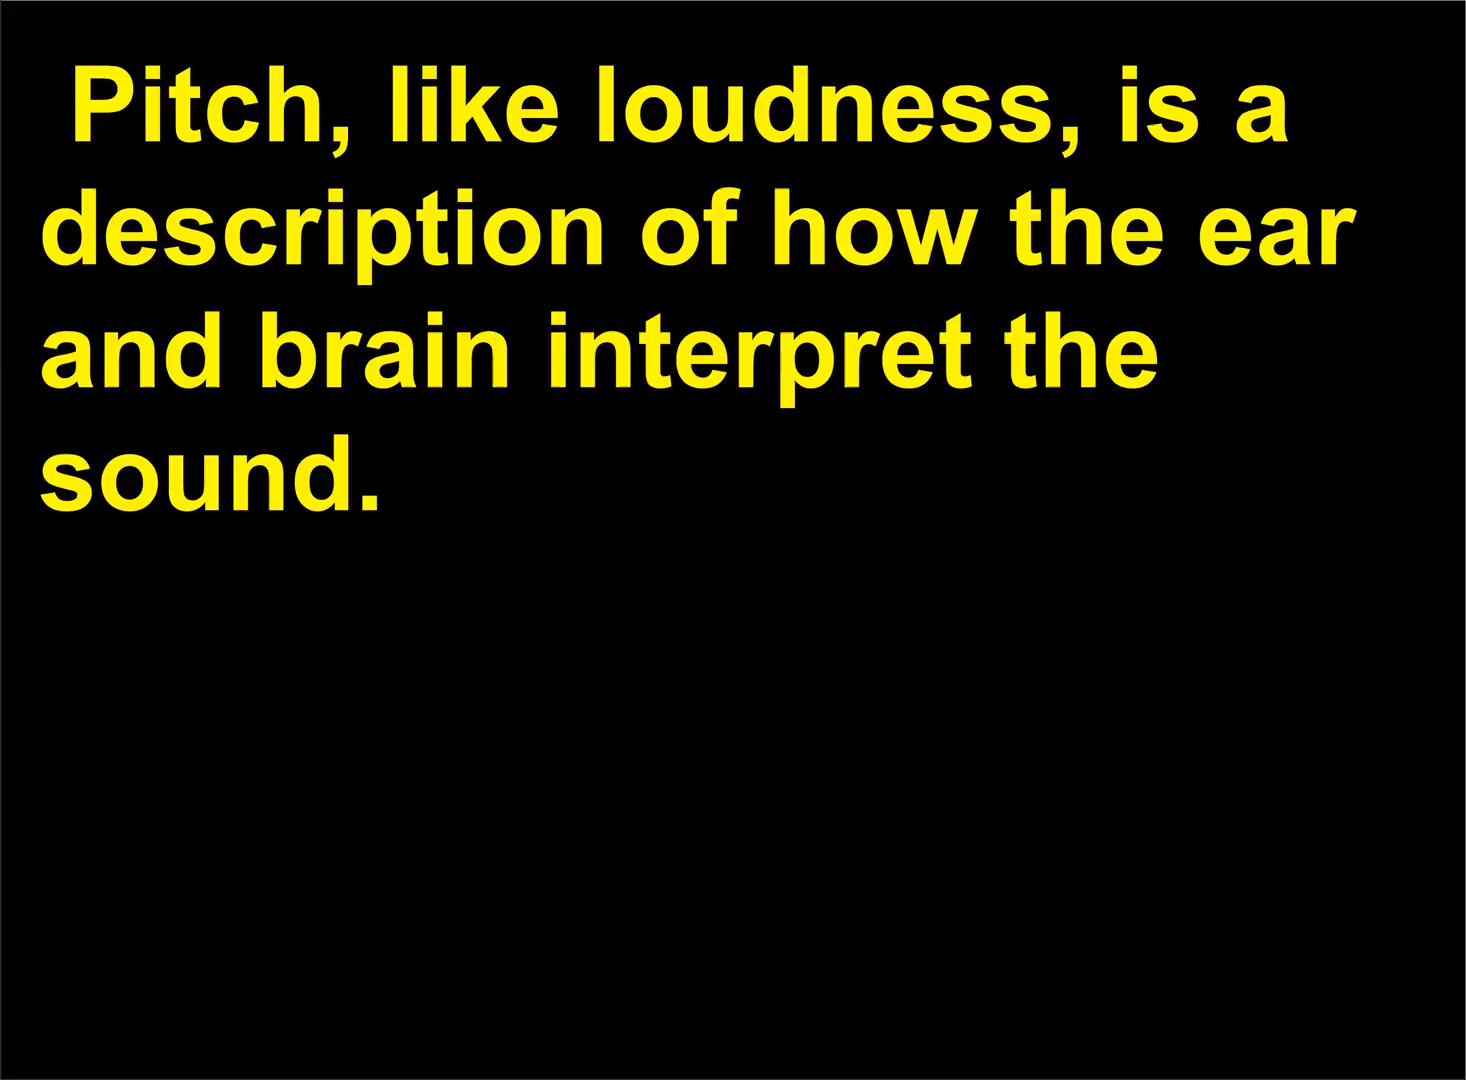 Pitch, like loudness, is a
description of how the ear
and brain interpret the
sound.